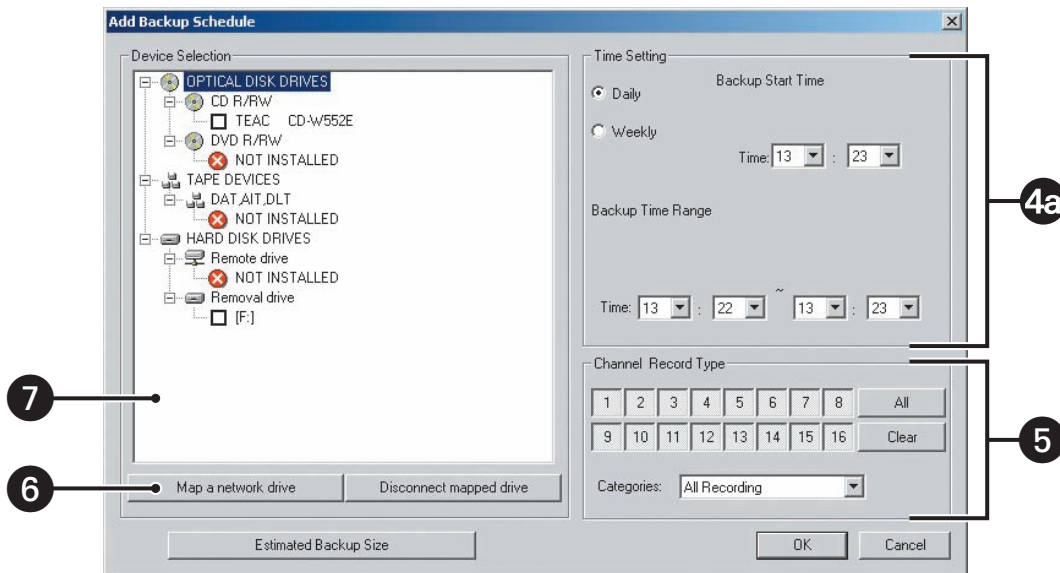 Add Backup Schedule
Device Selection
OPTICAL DISK DRIVES
CD R/RW
TEAC CD-W552E
DVD R/RW
NOT INSTALLED
TAPE DEVICES
DAT,AIT,DLT
NOT INSTALLED
HARD DISK DRIVES
Remote drive
NOT INSTALLED
Removal drive
[F:]
Map a network drive
Disconnect mapped drive
Estimated Backup Size
Time Setting
Backup Start Time
Daily
Weekly
Time: 13 : 23
Backup Time Range
Time: 13 : 22 ~ 13 : 23
Channel Record Type
1 2 3 4 5 6 7 8 All
9 10 11 12 13 14 15 16 Clear
Categories: All Recording
OK
Cancel
4a
5
6
7